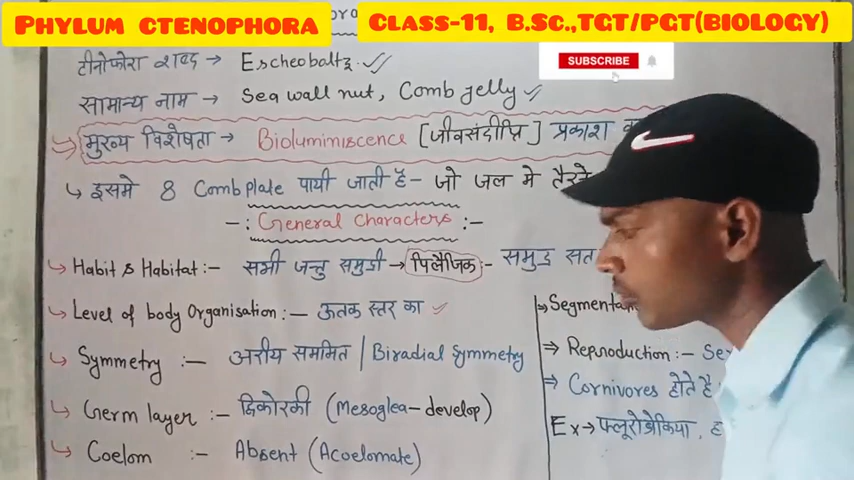 PHYLUM CTENOPHORA
CLASS-11, B.SC.,TGT/PGT(BIOLOGY)
टीनोफोरा शब्द → Escheobaltz
SUBSCRIBE
सामान्य नाम → Sea wall nut, Comb jelly
मुख्य विशेषता → Bioluminiscence [जीवसंदीप्ति] प्रकाश
इसमे 8 Comb plate पायी जाती है - जो जल मे तैरने
-: General Characters :-
Habit & Habitat :- सभी जन्तु समुद्री → पिलैजिक :- समुद्र सत
Level of body Organisation :- ऊतक स्तर का
Symmetry :- अरीय सममित / Biradial Symmetry
Germ layer :- द्विकोरकी (Mesoglea - develop)
Coelom :- Absent (Acoelomate)
Segmenta
Reproduction :- Se
Cornivores होते है
Ex → फ्लूरोब्रेकिया, ह